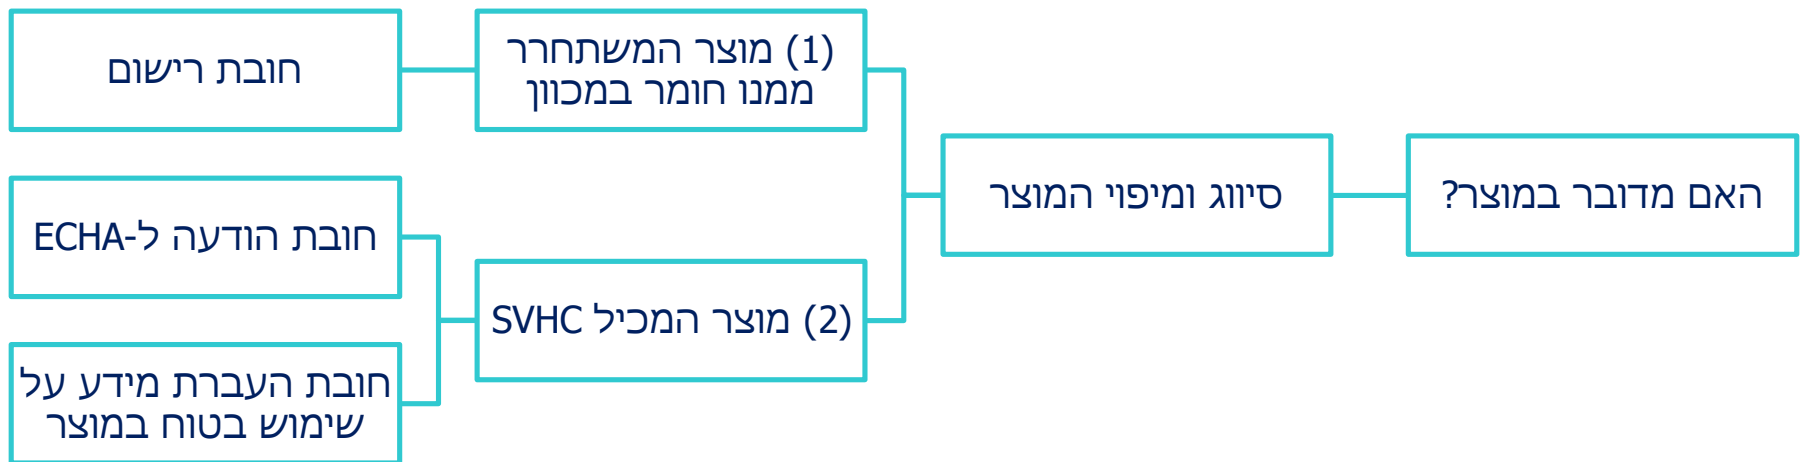 האם מדובר במוצר?
סיווג ומיפוי המוצר
(1) מוצר המשתחרר
ממנו חומר במכוון
חובת רישום
(2) מוצר המכיל SVHC
חובת הודעה ל-ECHA
חובת העברת מידע על
שימוש בטוח במוצר